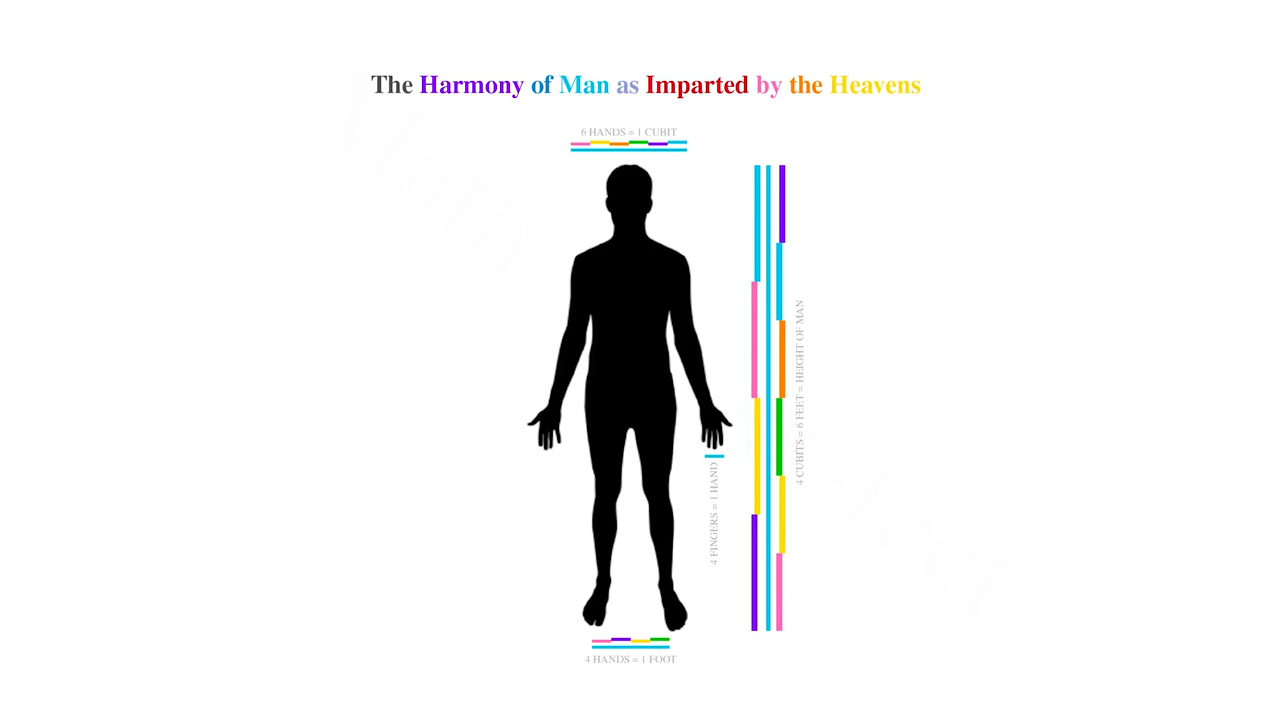 The Harmony of Man as Imparted by the Heavens
6 HANDS = 1 CUBIT
4 CUBITS = 6 FEET = HEIGHT OF MAN
4 FINGERS = 1 HAND
4 HANDS = 1 FOOT
Math